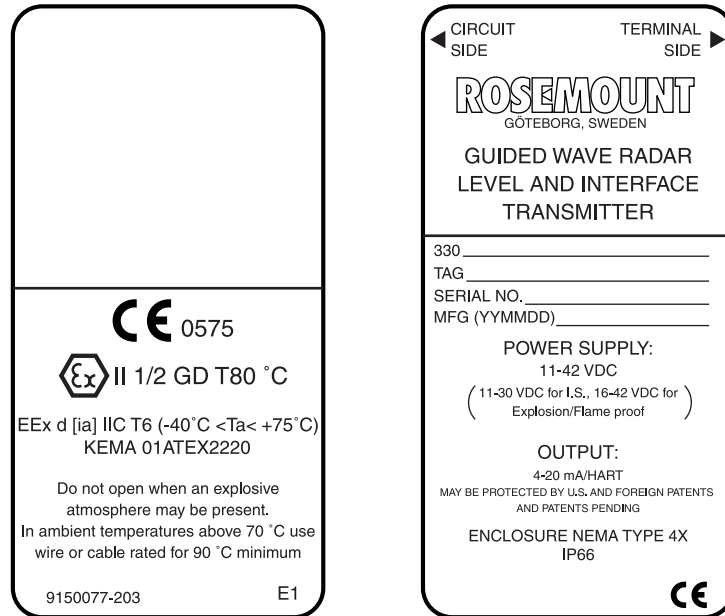 CE 0575
Ex II 1/2 GD T80 ˚C
EEx d [ia] IIC T6 (-40˚C <Ta< +75˚C)
KEMA 01ATEX2220
Do not open when an explosive
atmosphere may be present.
In ambient temperatures above 70 ˚C use
wire or cable rated for 90 ˚C minimum
9150077-203 E1
CIRCUIT SIDE
TERMINAL SIDE
ROSEMOUNT
GÖTEBORG, SWEDEN
GUIDED WAVE RADAR
LEVEL AND INTERFACE
TRANSMITTER
330
TAG
SERIAL NO.
MFG (YYMMDD)
POWER SUPPLY:
11-42 VDC
(11-30 VDC for I.S., 16-42 VDC for
Explosion/Flame proof)
OUTPUT:
4-20 mA/HART
MAY BE PROTECTED BY U.S. AND FOREIGN PATENTS
AND PATENTS PENDING
ENCLOSURE NEMA TYPE 4X
IP66
CE